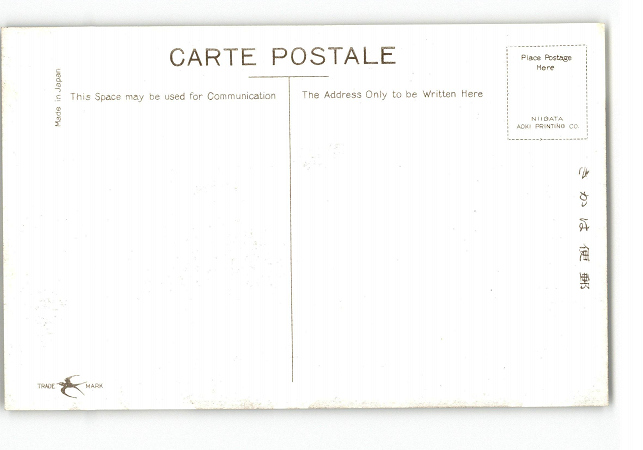 CARTE POSTALE
Made in Japan
This Space may be used for Communication
The Address Only to be Written Here
Place Postage
Here
NIIGATA
AOKI PRINTING CO.
きかは便郵
TRADE MARK